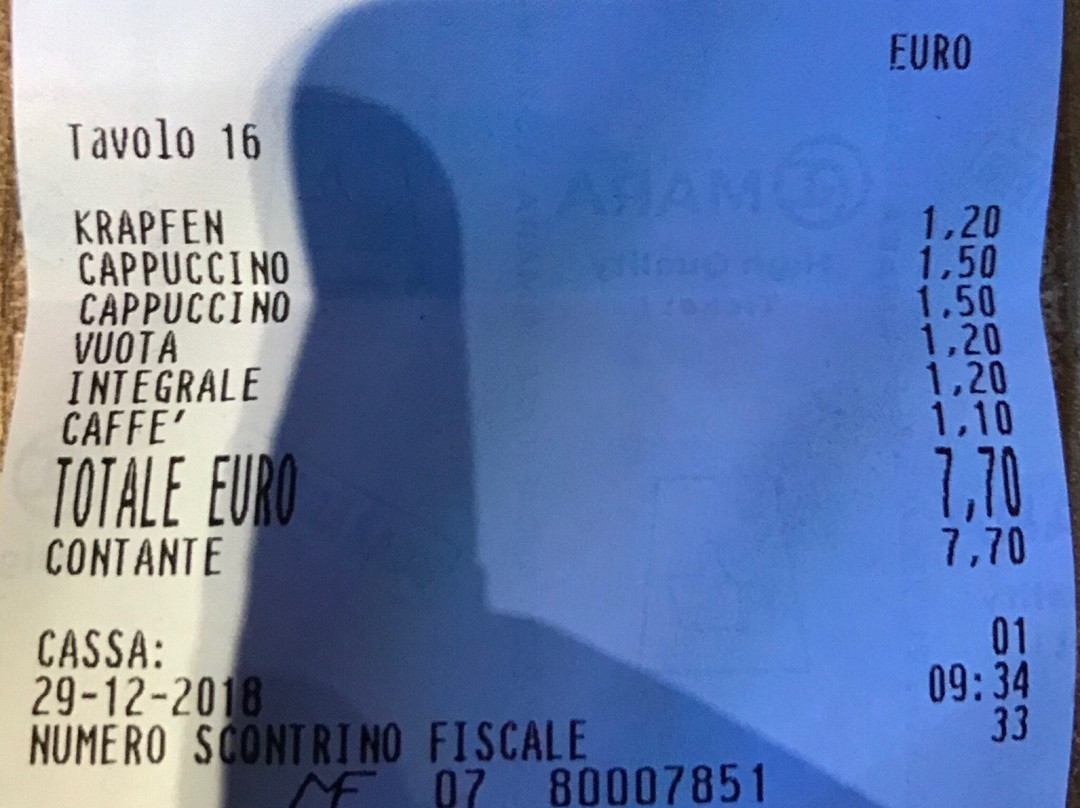 EURO
Tavolo 16
KRAPFEN 1,20
CAPPUCCINO 1,50
CAPPUCCINO 1,50
VUOTA 1,20
INTEGRALE 1,20
CAFFE' 1,10
TOTALE EURO 7,70
CONTANTE 7,70
CASSA: 01
29-12-2018 09:34
NUMERO SCONTRINO FISCALE 33
MF 07 80007851